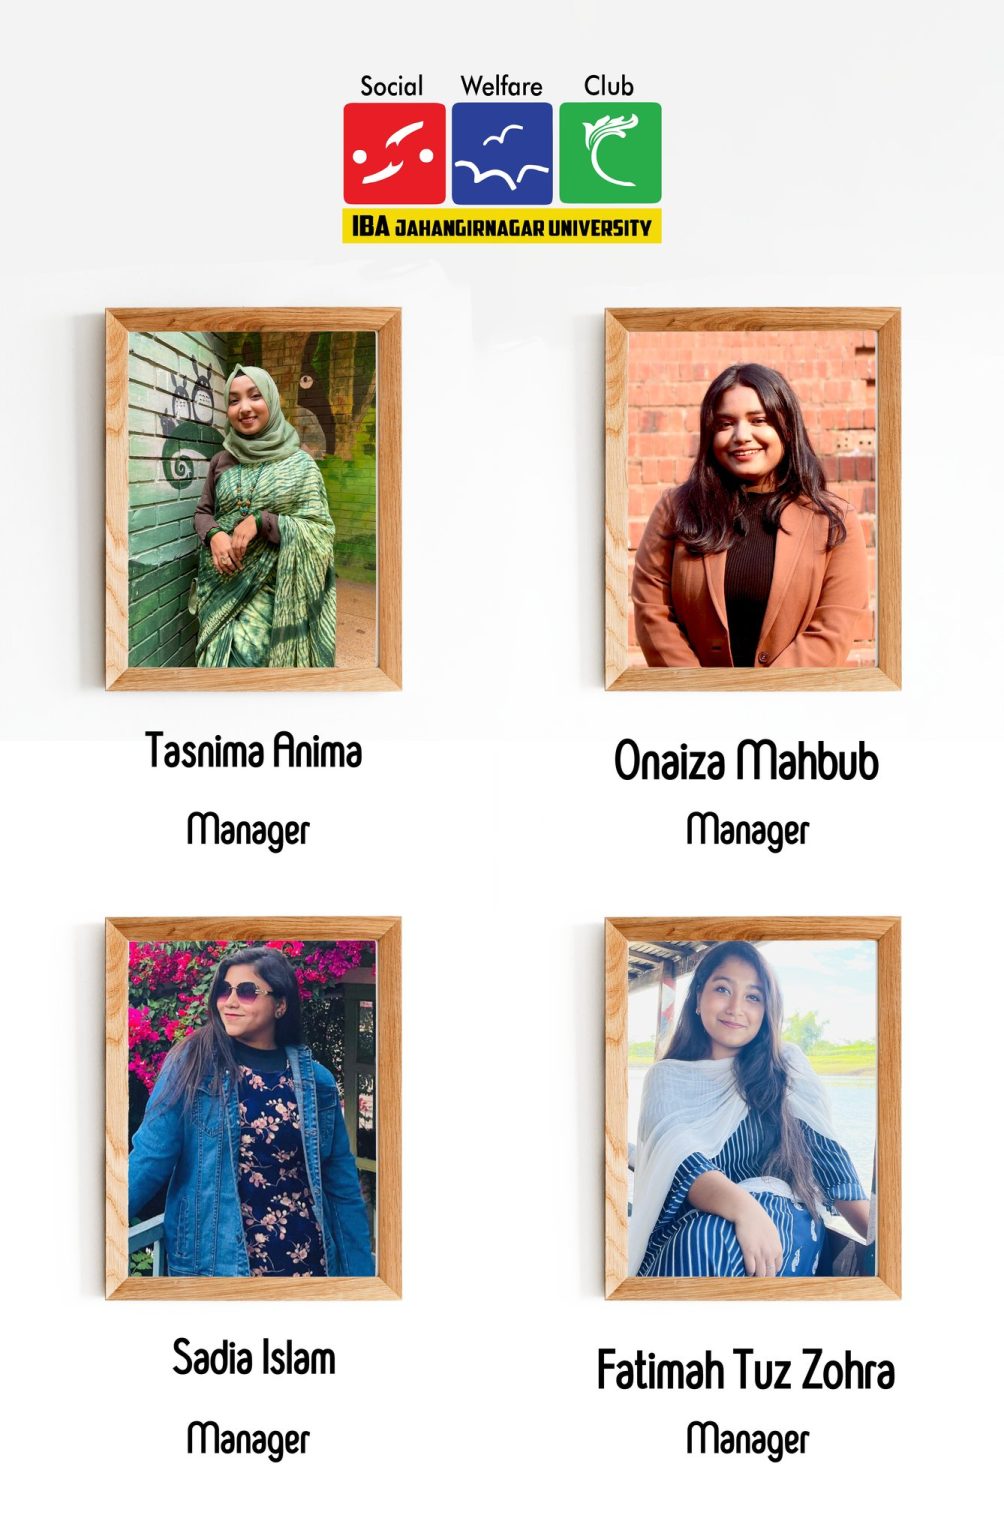 Social Welfare Club
IBA JAHANGIRNAGAR UNIVERSITY
Tasnima Anima
Manager
Onaiza Mahbub
Manager
Sadia Islam
Manager
Fatimah Tuz Zohra
Manager